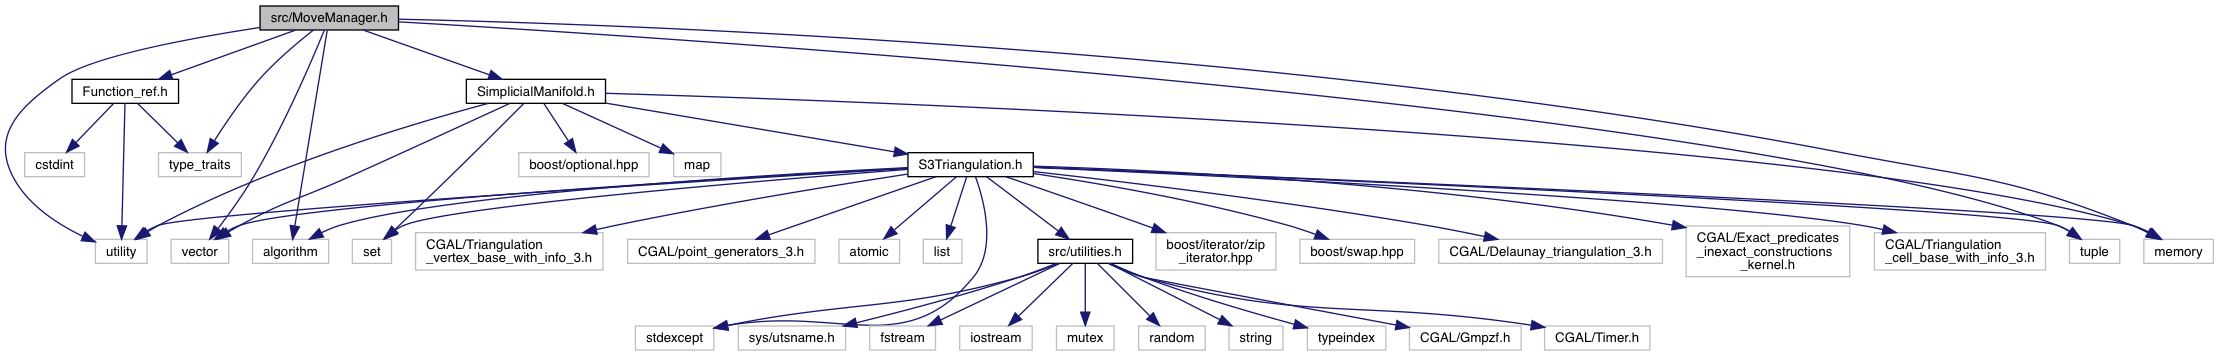 src/MoveManager.h
Function_ref.h
SimplicialManifold.h
cstdint
type_traits
boost/optional.hpp
map
S3Triangulation.h
utility
vector
algorithm
set
CGAL/Triangulation
_vertex_base_with_info_3.h
CGAL/point_generators_3.h
atomic
list
src/utilities.h
boost/iterator/zip
_iterator.hpp
boost/swap.hpp
CGAL/Delaunay_triangulation_3.h
CGAL/Exact_predicates
_inexact_constructions
_kernel.h
CGAL/Triangulation
_cell_base_with_info_3.h
tuple
memory
stdexcept
sys/utsname.h
fstream
iostream
mutex
random
string
typeindex
CGAL/Gmpzf.h
CGAL/Timer.h